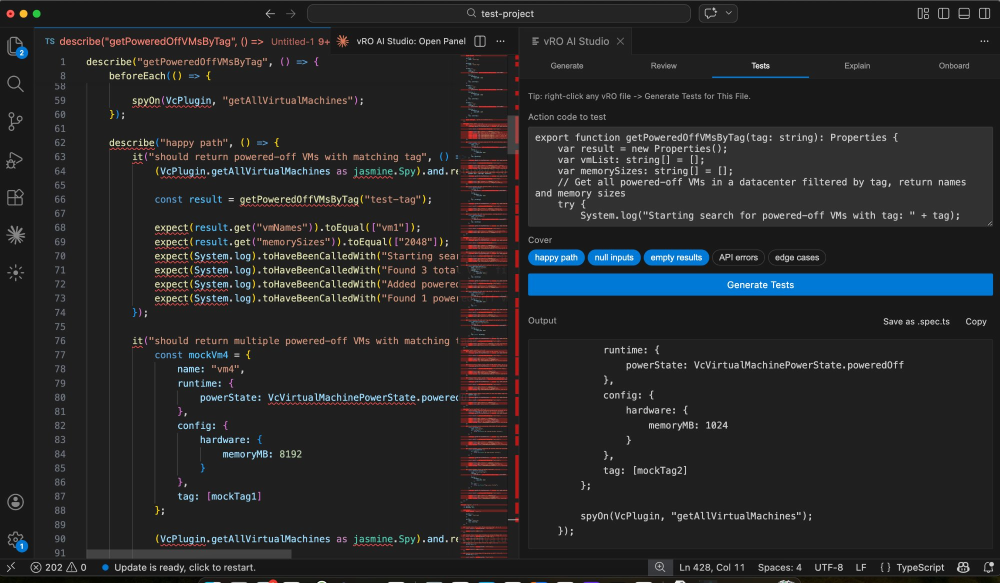 test-project
2
TS describe("getPoweredOffVMsByTag", () => Untitled-1 9+
vRO AI Studio: Open Panel
1 describe("getPoweredOffVMsByTag", () => {
8 beforeEach(() => {
58
59 spyOn(VcPlugin, "getAllVirtualMachines");
60 });
61
62 describe("happy path", () => {
63 it("should return powered-off VMs with matching tag", ()
64 (VcPlugin.getAllVirtualMachines as jasmine.Spy).and.re
65
66 const result = getPoweredOffVMsByTag("test-tag");
67
68 expect(result.get("vmNames")).toEqual(["vm1"]);
69 expect(result.get("memorySizes")).toEqual(["2048"]);
70 expect(System.log).toHaveBeenCalledWith("Starting sear
71 expect(System.log).toHaveBeenCalledWith("Found 3 total
72 expect(System.log).toHaveBeenCalledWith("Added powered
73 expect(System.log).toHaveBeenCalledWith("Found 1 power
74 });
75
76 it("should return multiple powered-off VMs with matching t
77 const mockVm4 = {
78 name: "vm4",
79 runtime: {
80 powerState: VcVirtualMachinePowerState.powered
81 },
82 config: {
83 hardware: {
84 memoryMB: 8192
85 }
86 },
87 tag: [mockTag1]
88 };
89
90 (VcPlugin.getAllVirtualMachines as jasmine.Spy).and.re
91
1
vRO AI Studio
Generate Review Tests Explain Onboard
Tip: right-click any vRO file -> Generate Tests for This File.
Action code to test
export function getPoweredOffVMsByTag(tag: string): Properties {
var result = new Properties();
var vmList: string[] = [];
var memorySizes: string[] = [];
// Get all powered-off VMs in a datacenter filtered by tag, return names
and memory sizes
try {
System.log("Starting search for powered-off VMs with tag: " + tag);
Cover
happy path null inputs empty results API errors edge cases
Generate Tests
Output Save as .spec.ts Copy
runtime: {
powerState: VcVirtualMachinePowerState.poweredOff
},
config: {
hardware: {
memoryMB: 1024
}
},
tag: [mockTag2]
};
spyOn(VcPlugin, "getAllVirtualMachines");
});
202 0 Update is ready, click to restart. Ln 428, Col 11 Spaces: 4 UTF-8 LF { } TypeScript